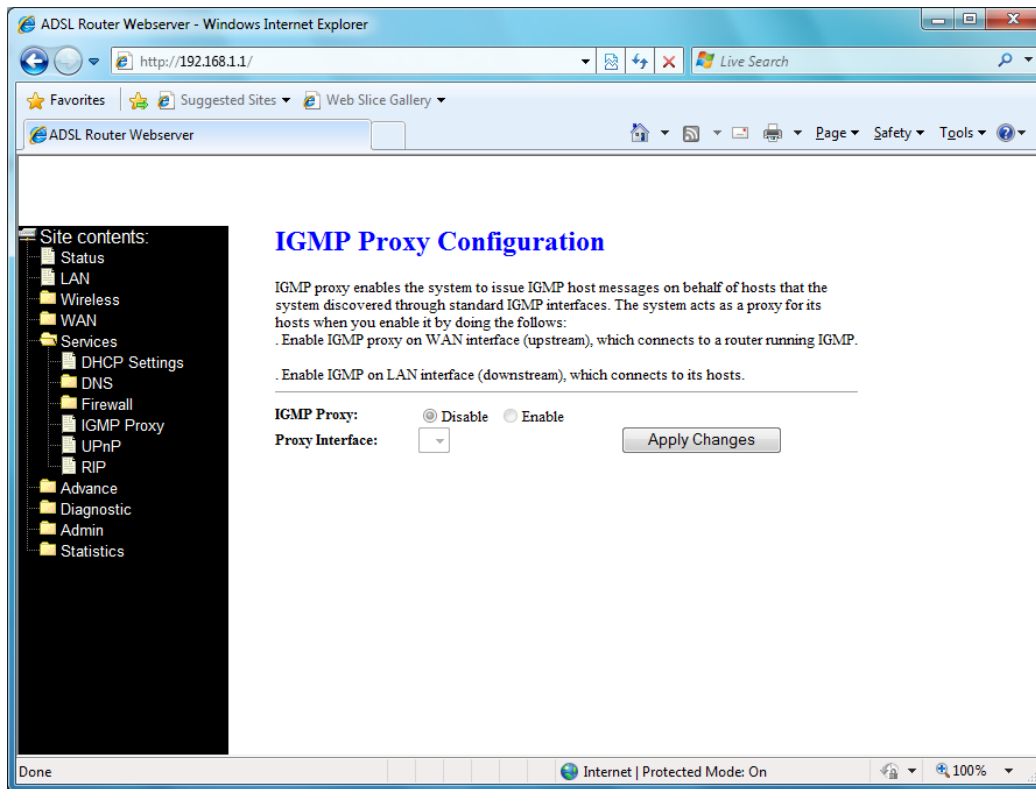 ADSL Router Webserver - Windows Internet Explorer
http://192.168.1.1/
Live Search
Favorites
Suggested Sites
Web Slice Gallery
ADSL Router Webserver
Page
Safety
Tools
Site contents:
Status
LAN
Wireless
WAN
Services
DHCP Settings
DNS
Firewall
IGMP Proxy
UPnP
RIP
Advance
Diagnostic
Admin
Statistics
IGMP Proxy Configuration
IGMP proxy enables the system to issue IGMP host messages on behalf of hosts that the
system discovered through standard IGMP interfaces. The system acts as a proxy for its
hosts when you enable it by doing the follows:
. Enable IGMP proxy on WAN interface (upstream), which connects to a router running IGMP.
. Enable IGMP on LAN interface (downstream), which connects to its hosts.
IGMP Proxy: Disable Enable
Proxy Interface: Apply Changes
Done
Internet | Protected Mode: On
100%